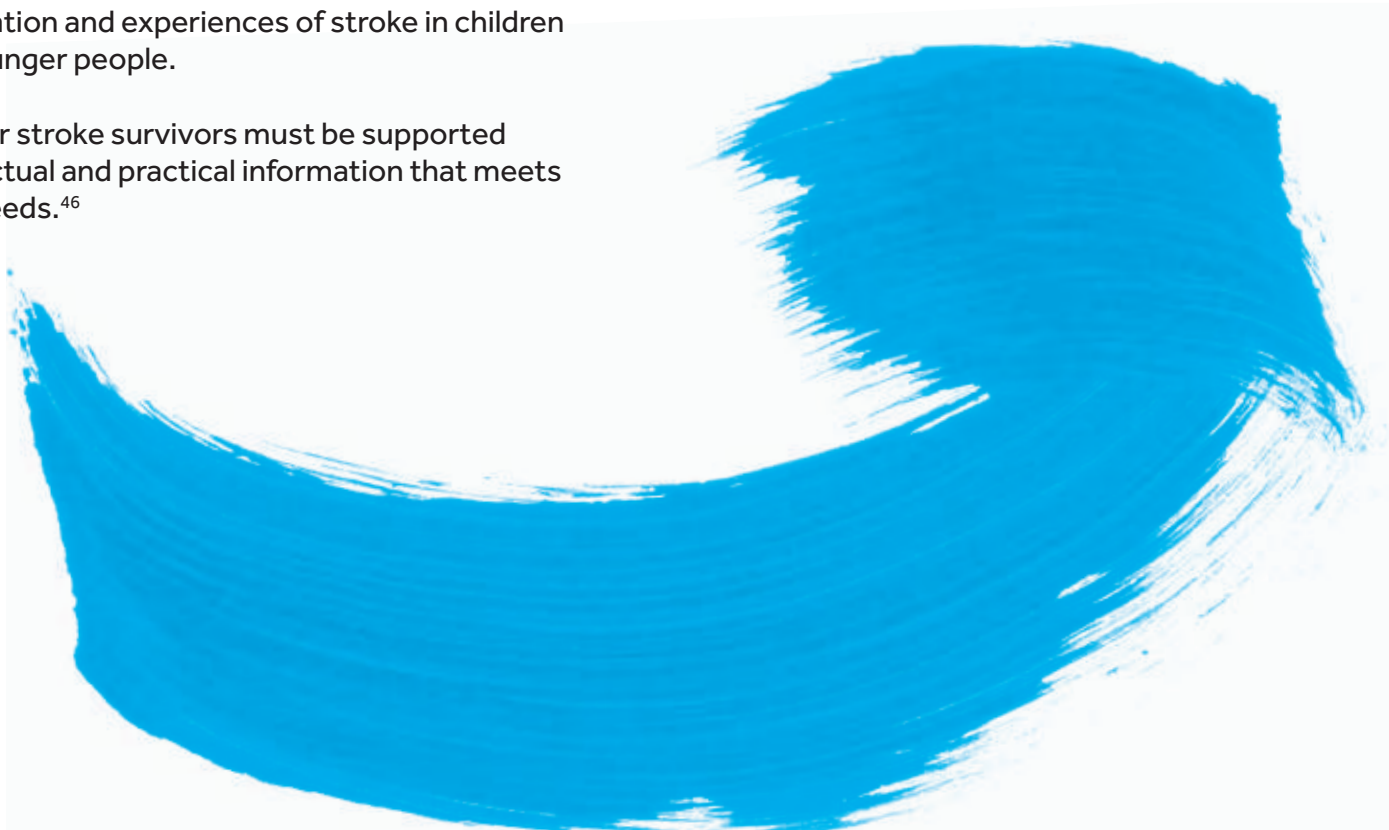 ation and experiences of stroke in children
unger people.
r stroke survivors must be supported
ctual and practical information that meets
eeds.⁴⁶